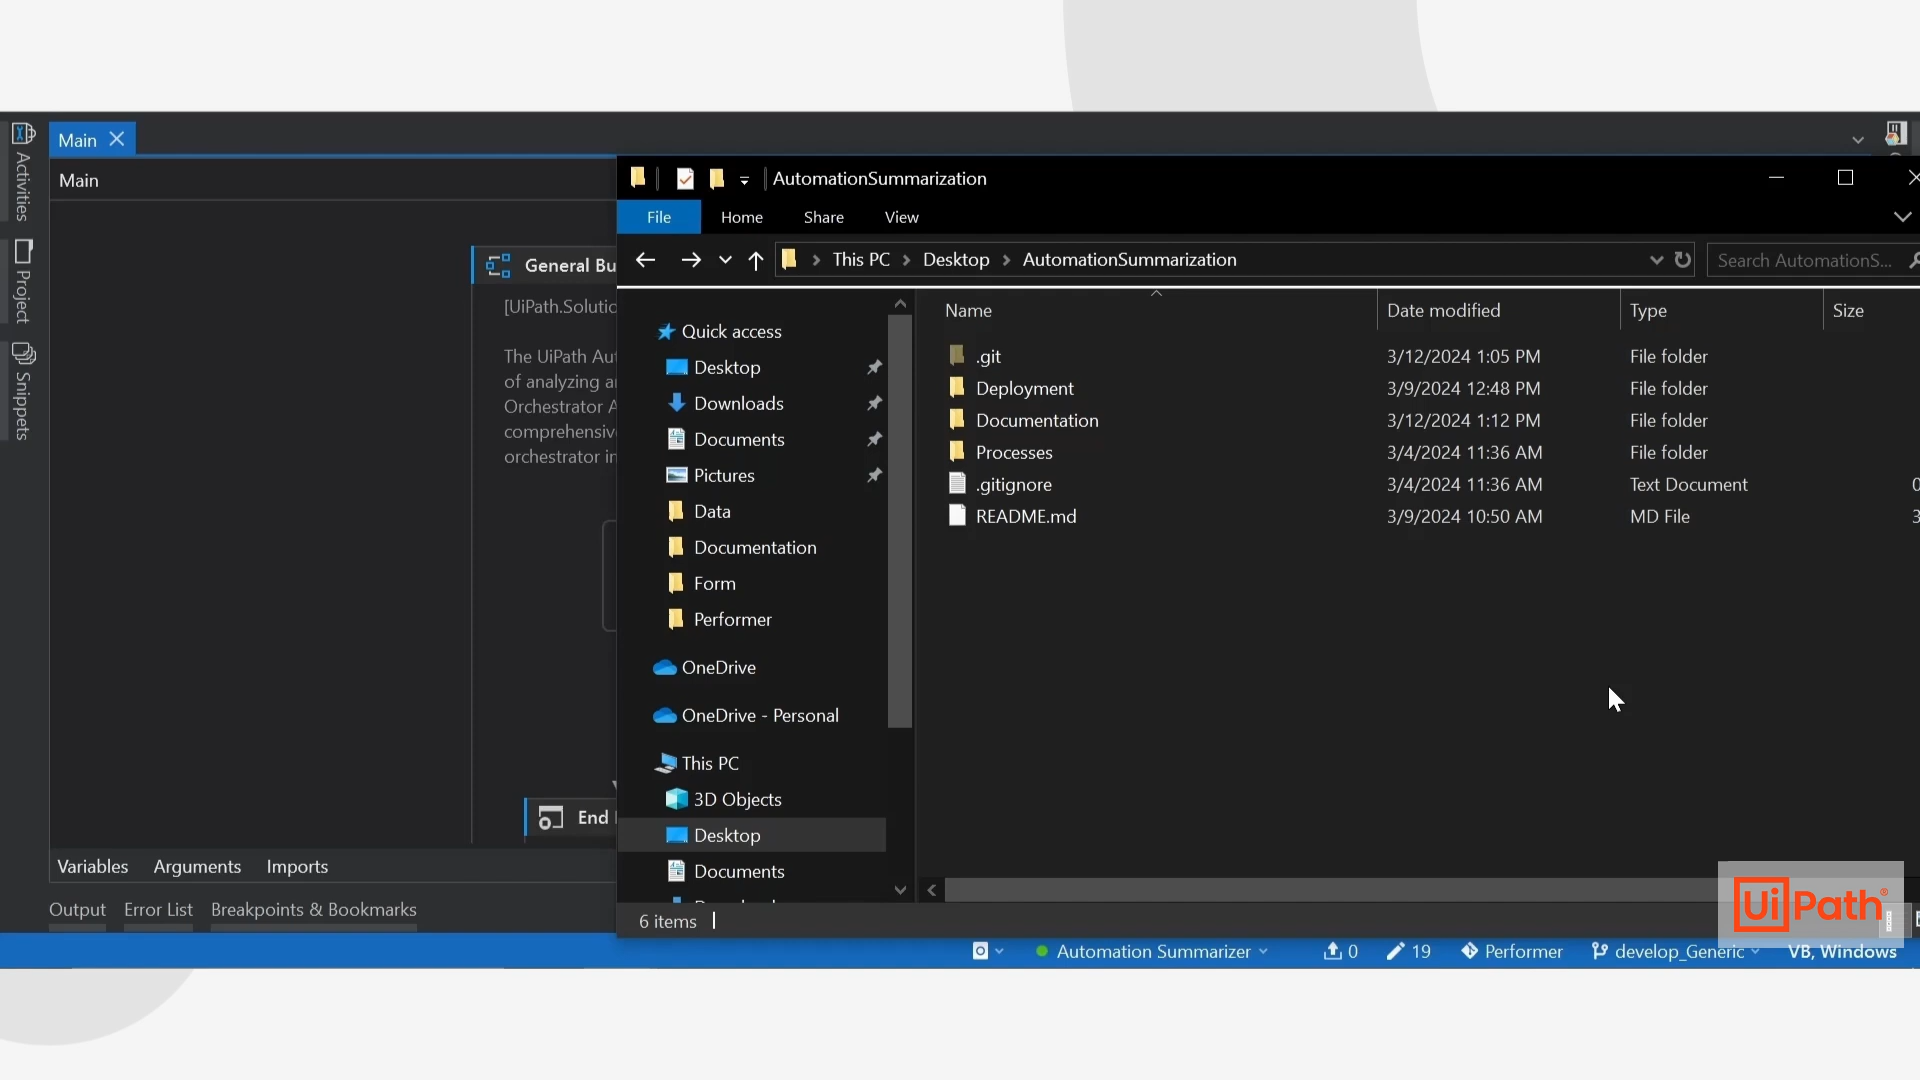 Activities
Project
Snippets
Main
Main
General Bu
[UiPath.Solutio
The UiPath Aut
of analyzing a
Orchestrator A
comprehensive
orchestrator in
End
Variables Arguments Imports
Output Error List Breakpoints & Bookmarks
AutomationSummarization
File Home Share View
This PC Desktop AutomationSummarization
Search AutomationS...
Quick access
Desktop
Downloads
Documents
Pictures
Data
Documentation
Form
Performer
OneDrive
OneDrive - Personal
This PC
3D Objects
Desktop
Documents
Name Date modified Type Size
.git 3/12/2024 1:05 PM File folder
Deployment 3/9/2024 12:48 PM File folder
Documentation 3/12/2024 1:12 PM File folder
Processes 3/4/2024 11:36 AM File folder
.gitignore 3/4/2024 11:36 AM Text Document 0
README.md 3/9/2024 10:50 AM MD File 3
6 items
UiPath®
Automation Summarizer 0 19 Performer develop_Generic VB, Windows